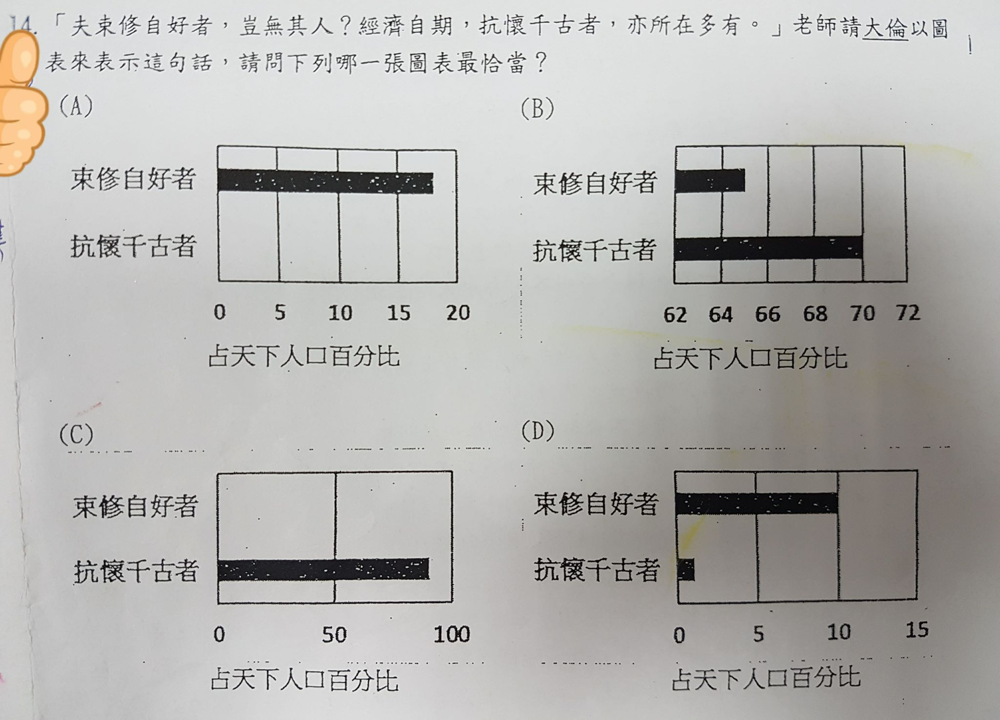 14.「夫束修自好者，豈無其人？經濟自期，抗懷千古者，亦所在多有。」老師請大倫以圖
表來表示這句話，請問下列哪一張圖表最恰當？
(A)
束修自好者
抗懷千古者
0 5 10 15 20
占天下人口百分比
(B)
束修自好者
抗懷千古者
62 64 66 68 70 72
占天下人口百分比
(C)
束修自好者
抗懷千古者
0 50 100
占天下人口百分比
(D)
束修自好者
抗懷千古者
0 5 10 15
占天下人口百分比